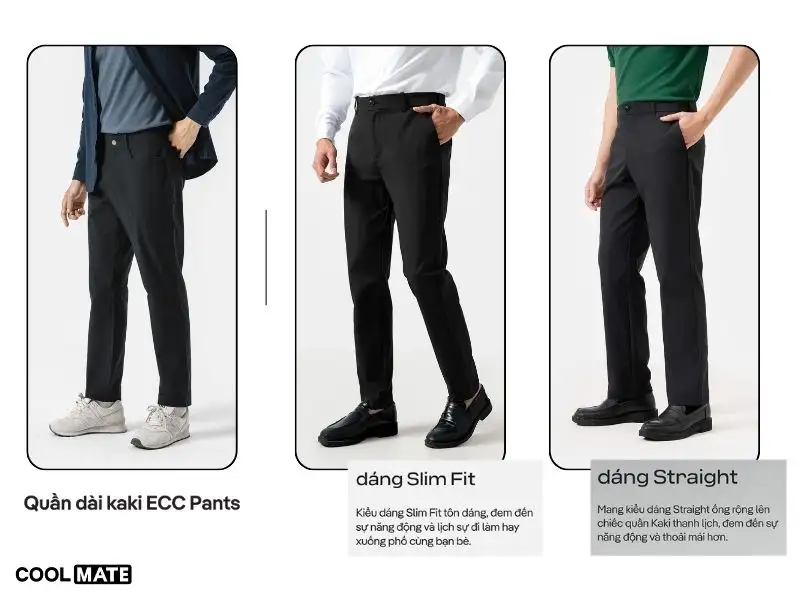 Quần dài kaki ECC Pants
dáng Slim Fit
Kiểu dáng Slim Fit tôn dáng, đem đến
sự năng động và lịch sự đi làm hay
xuống phố cùng bạn bè.
dáng Straight
Mang kiểu dáng Straight ống rộng lên
chiếc quần Kaki thanh lịch, đem đến sự
năng động và thoải mái hơn.
COOLMATE